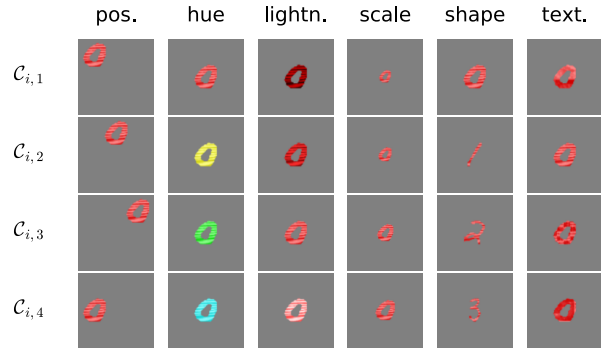 pos. hue lightn. scale shape text.
𝒞i,1
𝒞i,2
𝒞i,3
𝒞i,4